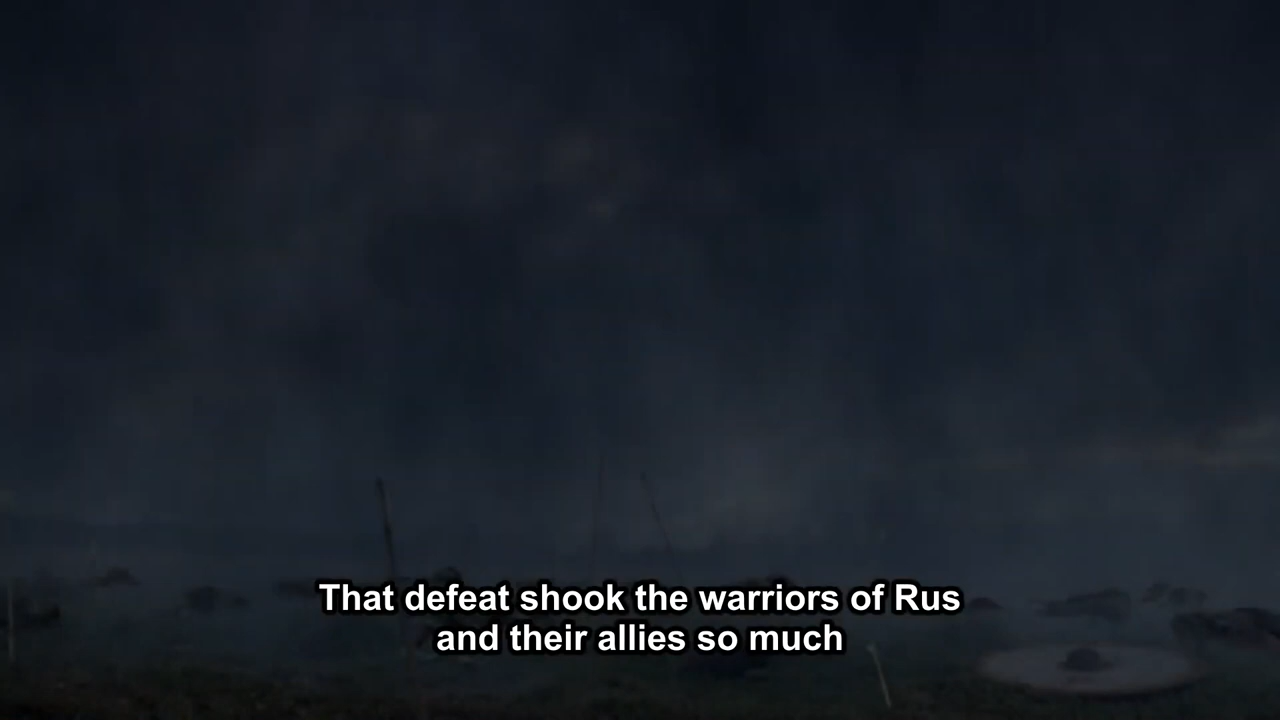 That defeat shook the warriors of Rus
and their allies so much